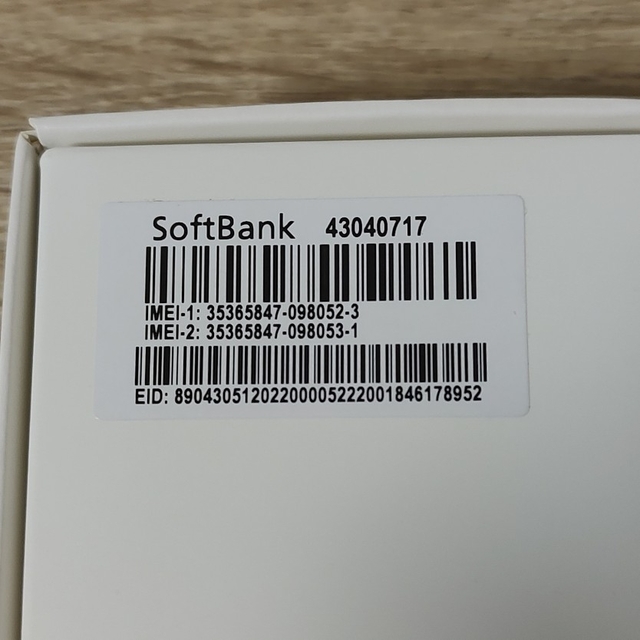 SoftBank 43040717
IMEI-1: 35365847-098052-3
IMEI-2: 35365847-098053-1
EID: 89043051202200005222001846178952